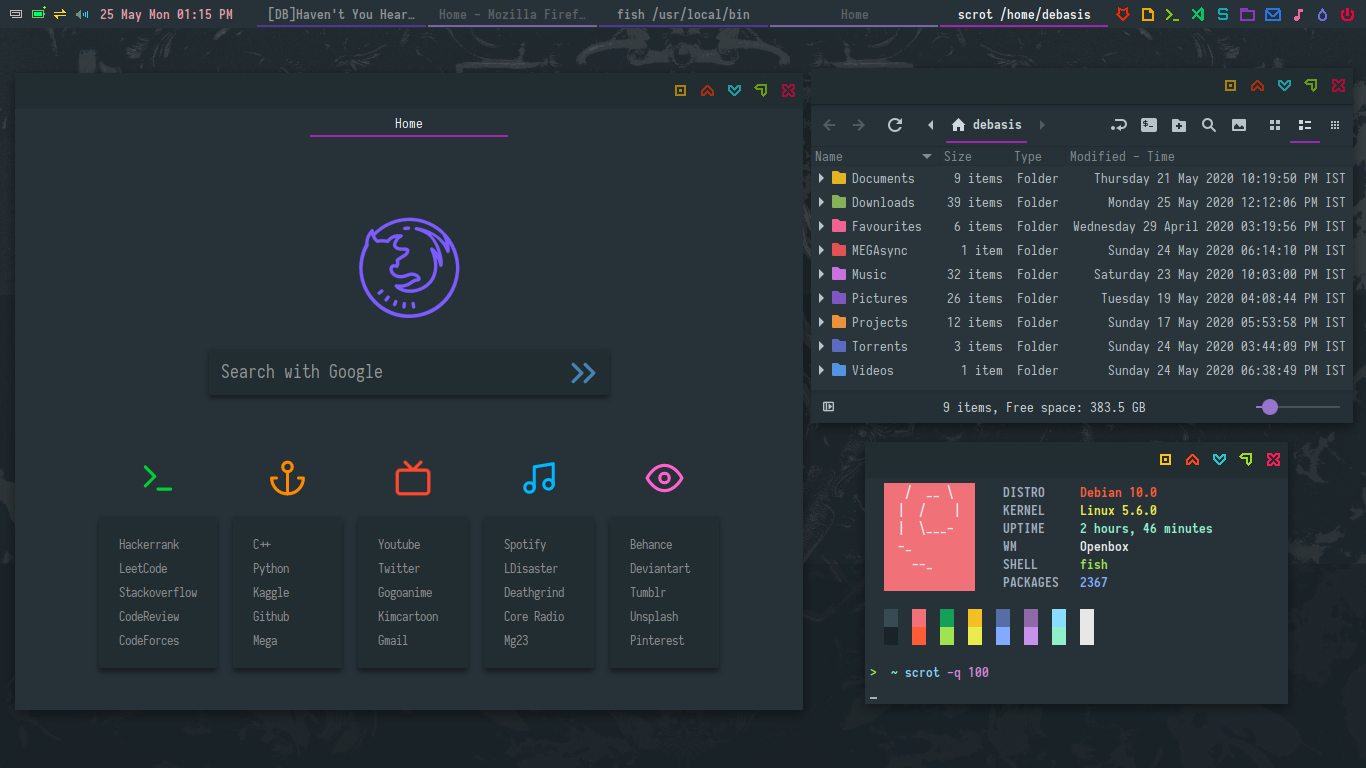 25 May Mon 01:15 PM [DB]Haven't You Hear… Home - Mozilla Firef… fish /usr/local/bin Home scrot /home/debasis
Home
Search with Google
Hackerrank
LeetCode
Stackoverflow
CodeReview
CodeForces
C++
Python
Kaggle
Github
Mega
Youtube
Twitter
Gogoanime
Kimcartoon
Gmail
Spotify
LDisaster
Deathgrind
Core Radio
Mg23
Behance
Deviantart
Tumblr
Unsplash
Pinterest
debasis
Name Size Type Modified - Time
Documents 9 items Folder Thursday 21 May 2020 10:19:50 PM IST
Downloads 39 items Folder Monday 25 May 2020 12:12:06 PM IST
Favourites 6 items Folder Wednesday 29 April 2020 03:19:56 PM IST
MEGAsync 1 item Folder Sunday 24 May 2020 06:14:10 PM IST
Music 32 items Folder Saturday 23 May 2020 10:03:00 PM IST
Pictures 26 items Folder Tuesday 19 May 2020 04:08:44 PM IST
Projects 12 items Folder Sunday 17 May 2020 05:53:58 PM IST
Torrents 3 items Folder Sunday 24 May 2020 03:44:09 PM IST
Videos 1 item Folder Sunday 24 May 2020 06:38:49 PM IST
9 items, Free space: 383.5 GB
DISTRO Debian 10.0
KERNEL Linux 5.6.0
UPTIME 2 hours, 46 minutes
WM Openbox
SHELL fish
PACKAGES 2367
> ~ scrot -q 100